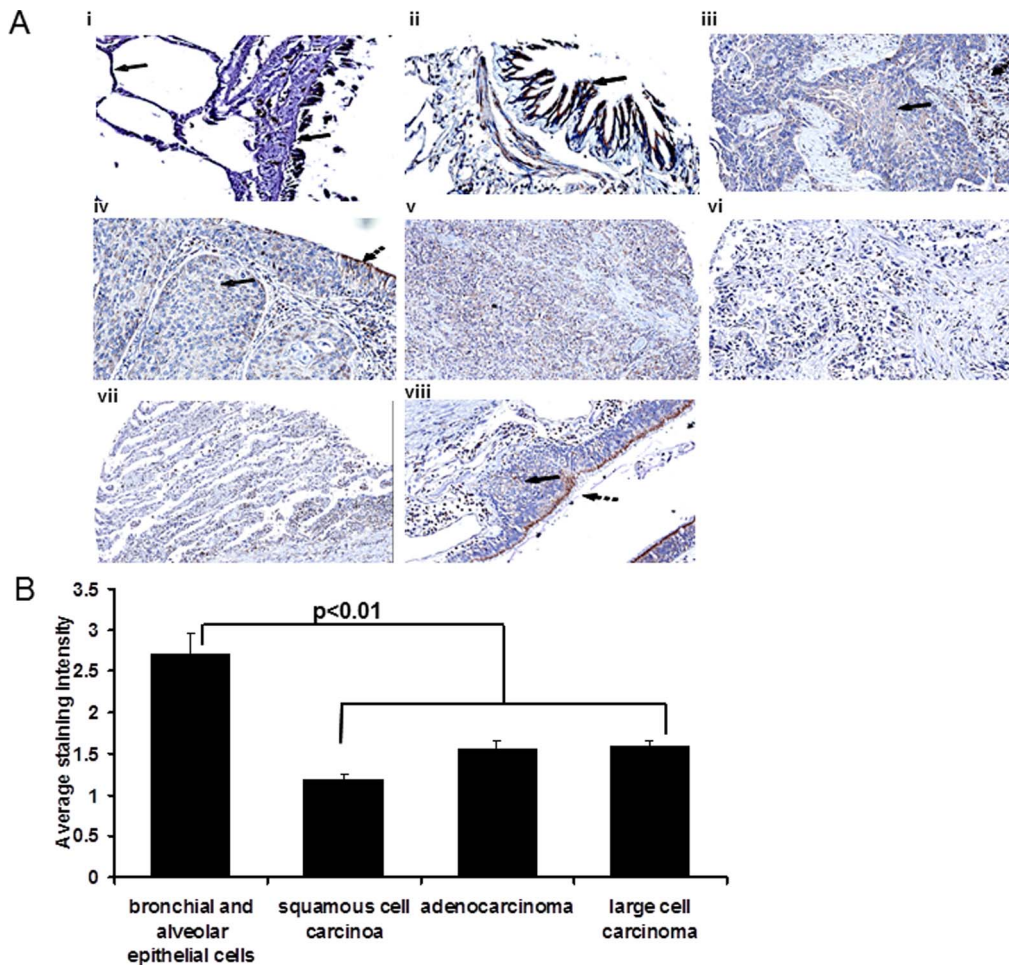 A
i
ii
iii
iv
v
vi
vii
viii
B
3.5
3
2.5
2
1.5
1
0.5
0
Average staining intensity
p<0.01
bronchial and
alveolar
epithelial cells
squamous cell
carcinoa
adenocarcinoma
large cell
carcinoma